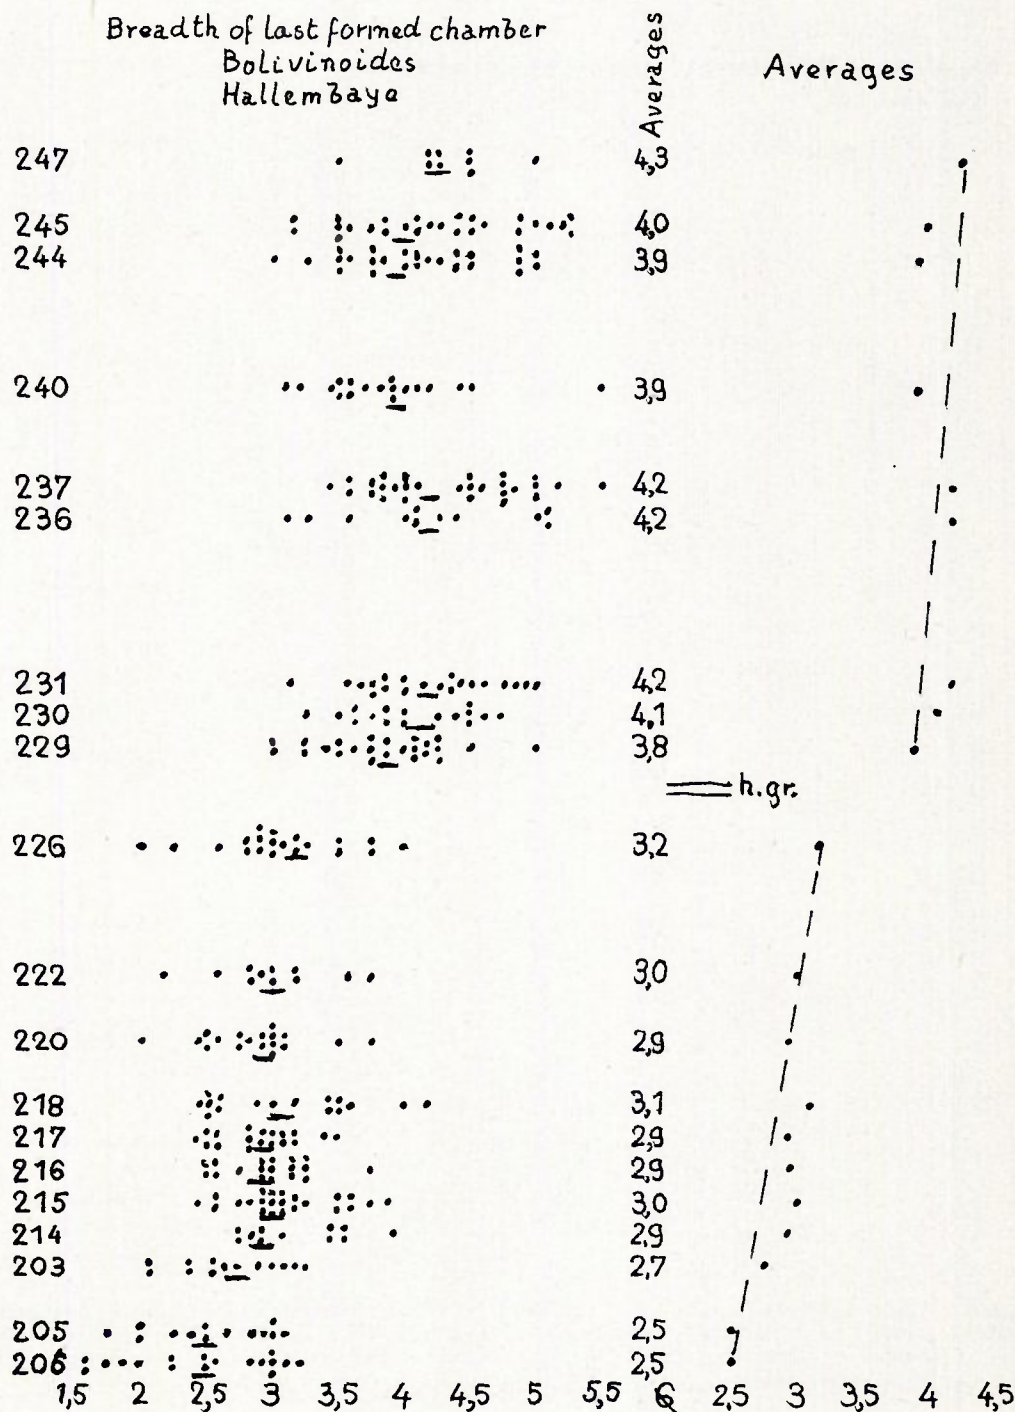 Breadth of last formed chamber
Bolivinoides
Hallembaye
Averages
Averages
247 4,3
245 4,0
244 3,9
240 3,9
237 4,2
236 4,2
231 4,2
230 4,1
229 3,8
h.gr.
226 3,2
222 3,0
220 2,9
218 3,1
217 2,9
216 2,9
215 3,0
214 2,9
203 2,7
205 2,5
206 2,5
1,5 2 2,5 3 3,5 4 4,5 5 5,5 2,5 3 3,5 4 4,5